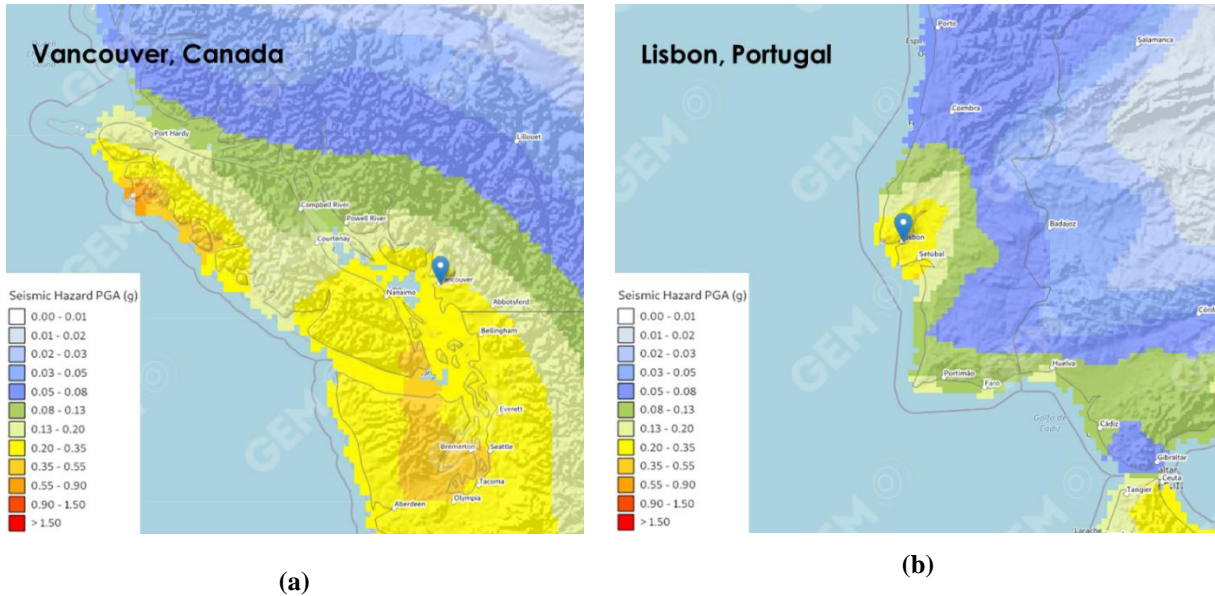 Vancouver, Canada
Port Hardy
Lillooet
Campbell River
Powell River
Courtenay
Nanaimo
Abbotsford
Bellingham
Everett
Bremerton
Seattle
Tacoma
Olympia
Aberdeen
GEM
Seismic Hazard PGA (g)
0.00 - 0.01
0.01 - 0.02
0.02 - 0.03
0.03 - 0.05
0.05 - 0.08
0.08 - 0.13
0.13 - 0.20
0.20 - 0.35
0.35 - 0.55
0.55 - 0.90
0.90 - 1.50
> 1.50
(a)
Lisbon, Portugal
Porto
Salamanca
Coimbra
Badajoz
Lisbon
Setúbal
Portimão
Faro
Huelva
Golfo de
Cádiz
Cádiz
Gibraltar
Ceuta
Tangier
Larache
GEM
Seismic Hazard PGA (g)
0.00 - 0.01
0.01 - 0.02
0.02 - 0.03
0.03 - 0.05
0.05 - 0.08
0.08 - 0.13
0.13 - 0.20
0.20 - 0.35
0.35 - 0.55
0.55 - 0.90
0.90 - 1.50
> 1.50
(b)